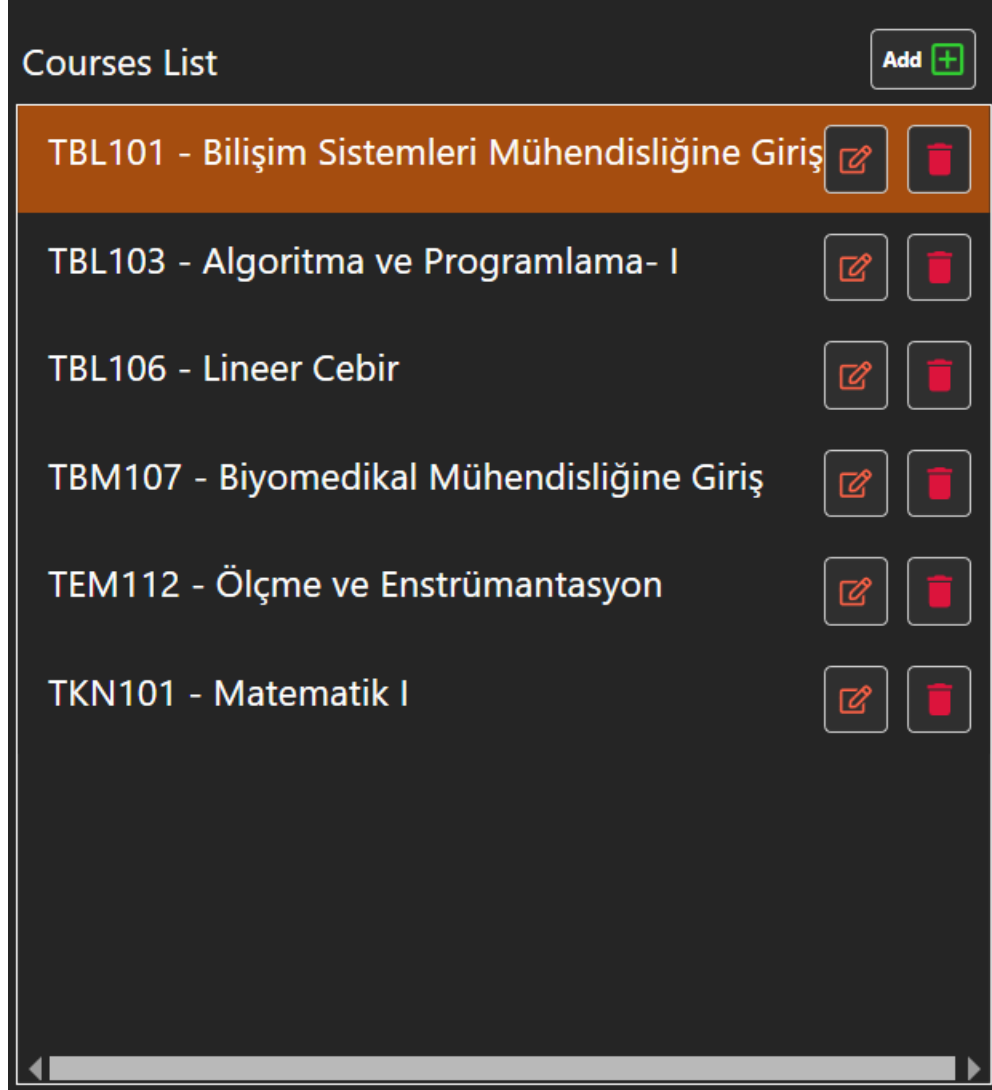 Courses List
Add
TBL101 - Bilişim Sistemleri Mühendisliğine Giriş
TBL103 - Algoritma ve Programlama- I
TBL106 - Lineer Cebir
TBM107 - Biyomedikal Mühendisliğine Giriş
TEM112 - Ölçme ve Enstrümantasyon
TKN101 - Matematik I